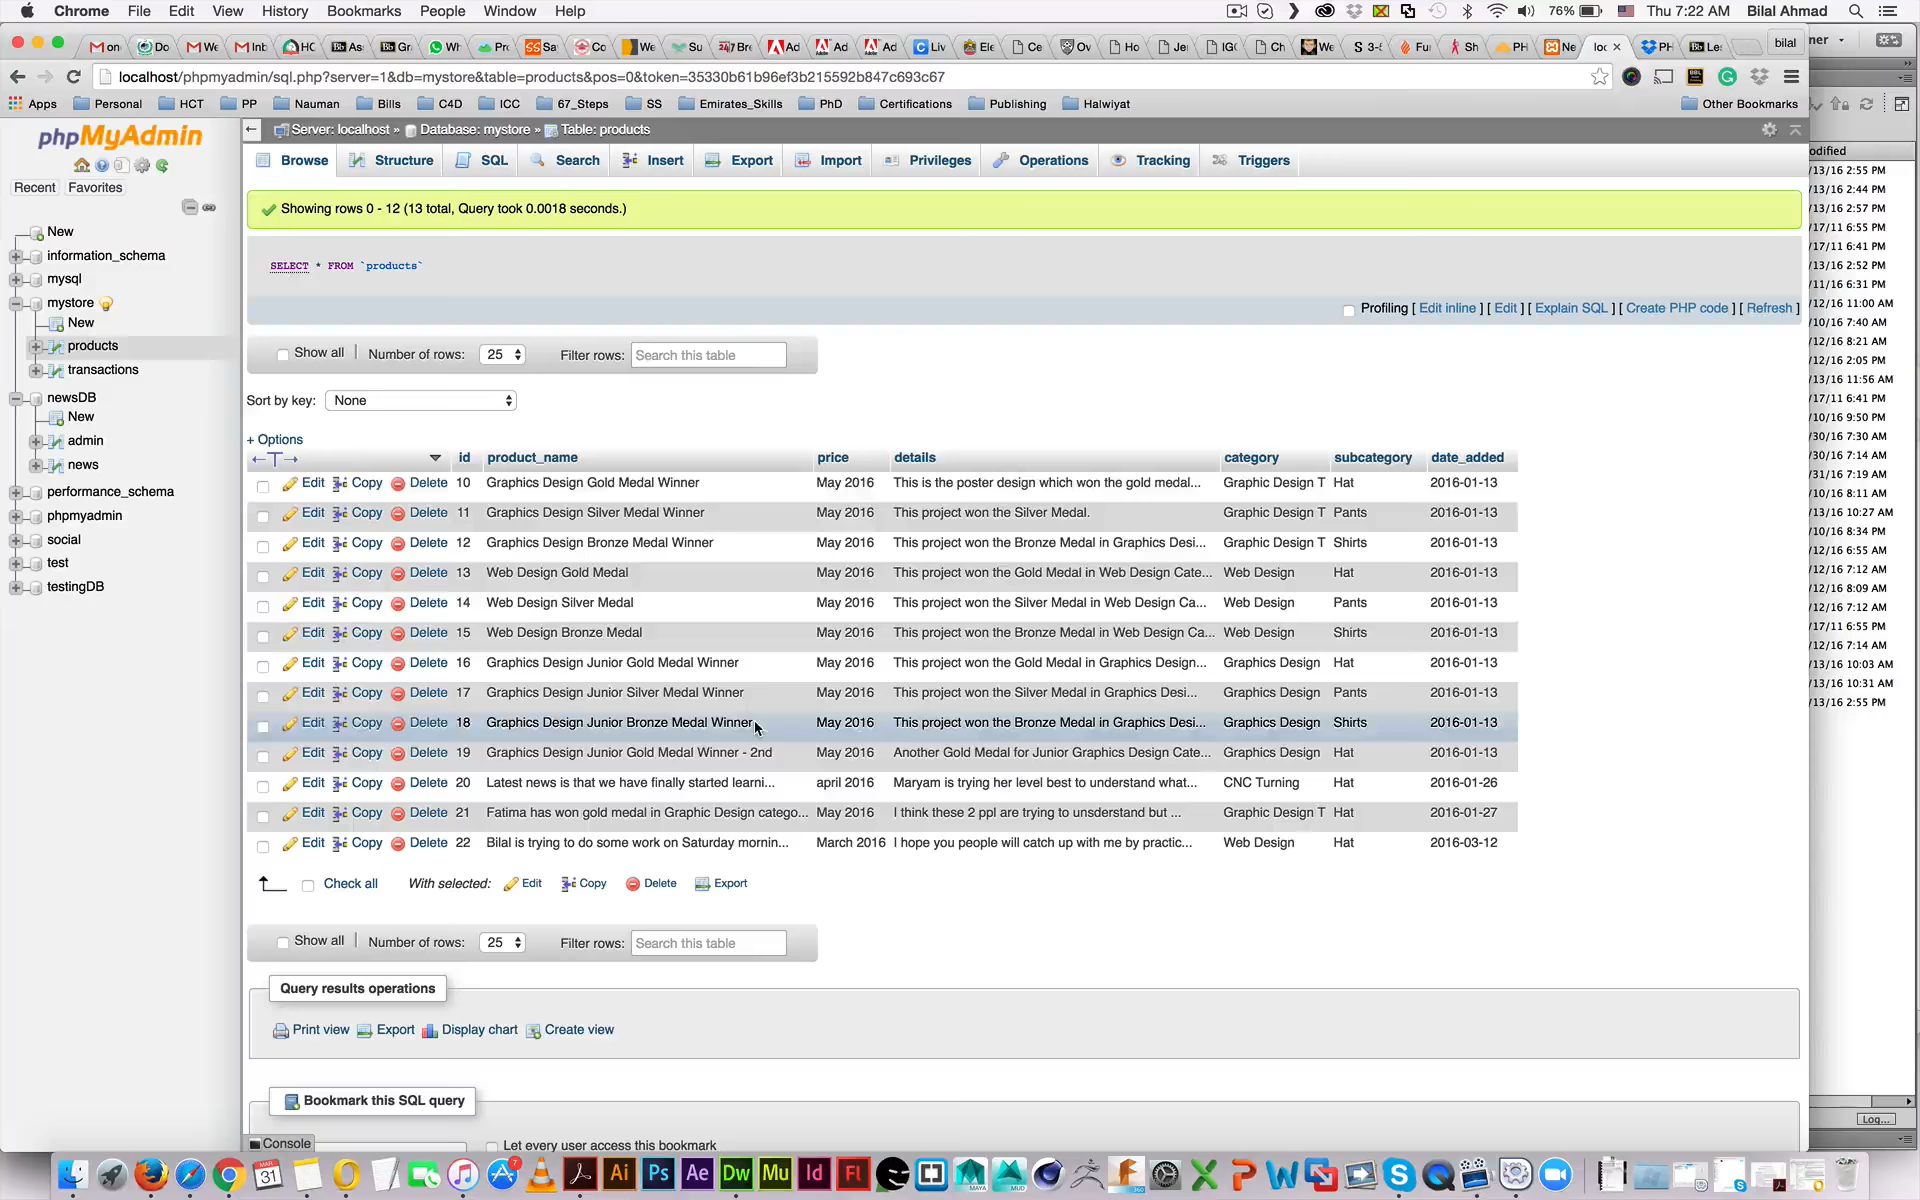 Chrome File Edit View History Bookmarks People Window Help 76% Thu 7:22 AM Bilal Ahmad
localhost/phpmyadmin/sql.php?server=1&db=mystore&table=products&pos=0&token=35330b61b96ef3b215592b847c693c67
bilal
Apps Personal HCT PP Nauman Bills C4D ICC 67_Steps SS Emirates_Skills PhD Certifications Publishing Halwiyat Other Bookmarks
phpMyAdmin
Recent Favorites
New
information_schema
mysql
mystore
New
products
transactions
newsDB
New
admin
news
performance_schema
phpmyadmin
social
test
testingDB
Server: localhost » Database: mystore » Table: products
Browse Structure SQL Search Insert Export Import Privileges Operations Tracking Triggers
Showing rows 0 - 12 (13 total, Query took 0.0018 seconds.)
SELECT * FROM `products`
Profiling [ Edit inline ] [ Edit ] [ Explain SQL ] [ Create PHP code ] [ Refresh ]
Show all | Number of rows: 25 Filter rows: Search this table
Sort by key: None
+ Options
←T→ id product_name price details category subcategory date_added
Edit Copy Delete 10 Graphics Design Gold Medal Winner May 2016 This is the poster design which won the gold medal... Graphic Design T Hat 2016-01-13
Edit Copy Delete 11 Graphics Design Silver Medal Winner May 2016 This project won the Silver Medal. Graphic Design T Pants 2016-01-13
Edit Copy Delete 12 Graphics Design Bronze Medal Winner May 2016 This project won the Bronze Medal in Graphics Desi... Graphic Design T Shirts 2016-01-13
Edit Copy Delete 13 Web Design Gold Medal May 2016 This project won the Gold Medal in Web Design Cate... Web Design Hat 2016-01-13
Edit Copy Delete 14 Web Design Silver Medal May 2016 This project won the Silver Medal in Web Design Ca... Web Design Pants 2016-01-13
Edit Copy Delete 15 Web Design Bronze Medal May 2016 This project won the Bronze Medal in Web Design Ca... Web Design Shirts 2016-01-13
Edit Copy Delete 16 Graphics Design Junior Gold Medal Winner May 2016 This project won the Gold Medal in Graphics Design... Graphics Design Hat 2016-01-13
Edit Copy Delete 17 Graphics Design Junior Silver Medal Winner May 2016 This project won the Silver Medal in Graphics Desi... Graphics Design Pants 2016-01-13
Edit Copy Delete 18 Graphics Design Junior Bronze Medal Winner May 2016 This project won the Bronze Medal in Graphics Desi... Graphics Design Shirts 2016-01-13
Edit Copy Delete 19 Graphics Design Junior Gold Medal Winner - 2nd May 2016 Another Gold Medal for Junior Graphics Design Cate... Graphics Design Hat 2016-01-13
Edit Copy Delete 20 Latest news is that we have finally started learni... april 2016 Maryam is trying her level best to understand what... CNC Turning Hat 2016-01-26
Edit Copy Delete 21 Fatima has won gold medal in Graphic Design catego... May 2016 I think these 2 ppl are trying to unsderstand but ... Graphic Design T Hat 2016-01-27
Edit Copy Delete 22 Bilal is trying to do some work on Saturday mornin... March 2016 I hope you people will catch up with me by practic... Web Design Hat 2016-03-12
Check all With selected: Edit Copy Delete Export
Show all | Number of rows: 25 Filter rows: Search this table
Query results operations
Print view Export Display chart Create view
Bookmark this SQL query
Console
Let every user access this bookmark
Log...